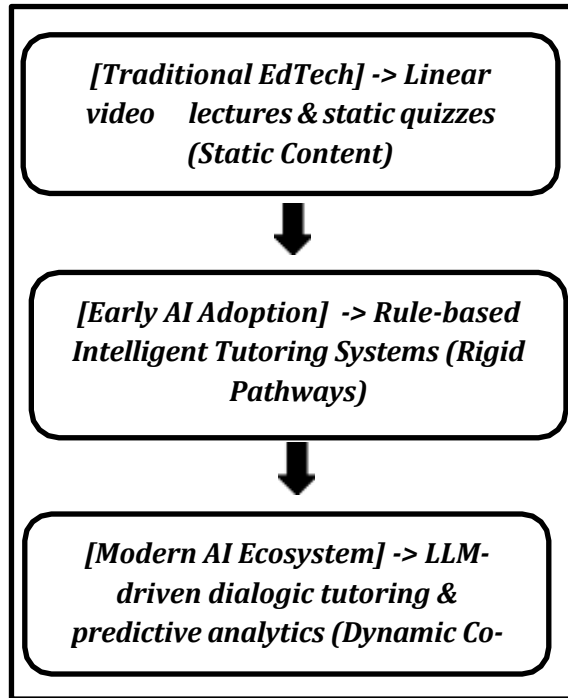 [Traditional EdTech] -> Linear
video lectures & static quizzes
(Static Content)
[Early AI Adoption] -> Rule-based
Intelligent Tutoring Systems (Rigid
Pathways)
[Modern AI Ecosystem] -> LLM-
driven dialogic tutoring &
predictive analytics (Dynamic Co-